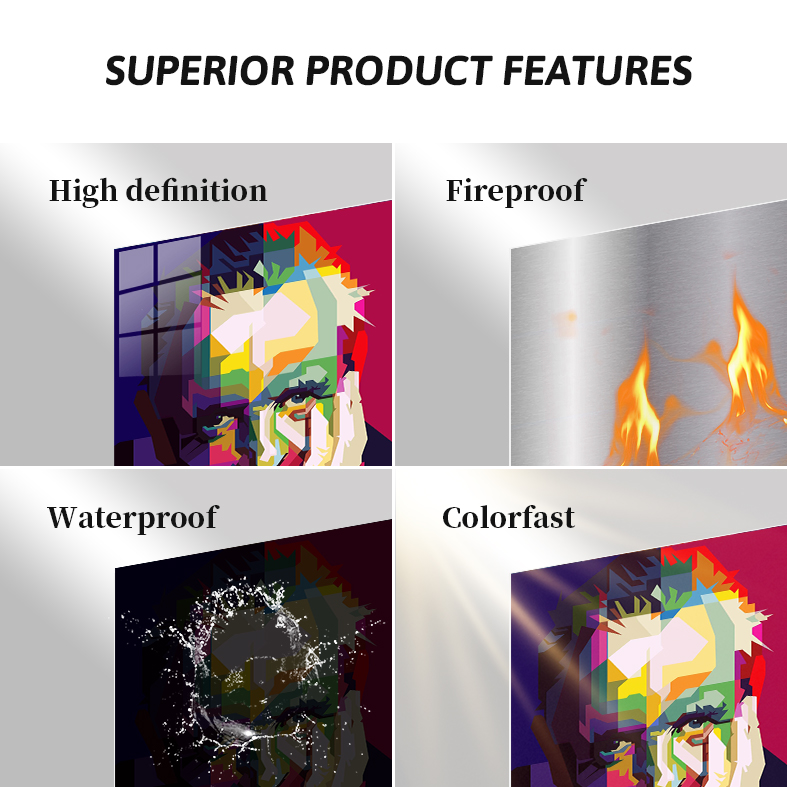 SUPERIOR PRODUCT FEATURES
High definition
Fireproof
Waterproof
Colorfast